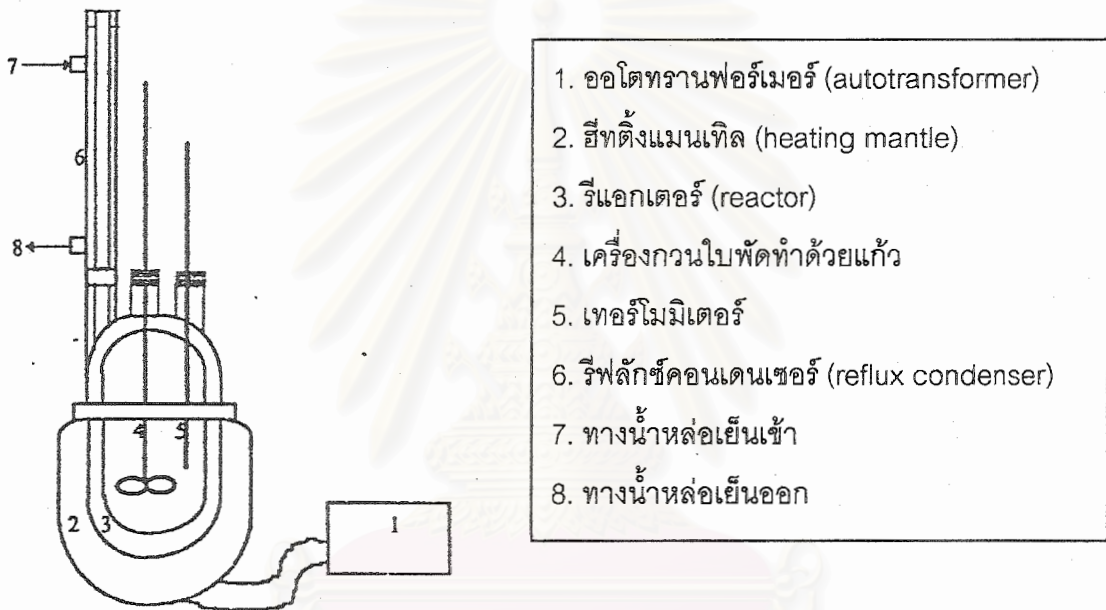 7
6
8
4
5
2
3
1
1. ออโตทรานฟอร์เมอร์ (autotransformer)
2. ฮีทติ้งแมนเทิล (heating mantle)
3. รีแอกเตอร์ (reactor)
4. เครื่องกวนใบพัดทำด้วยแก้ว
5. เทอร์โมมิเตอร์
6. รีฟลักซ์คอนเดนเซอร์ (reflux condenser)
7. ทางน้ำหล่อเย็นเข้า
8. ทางน้ำหล่อเย็นออก